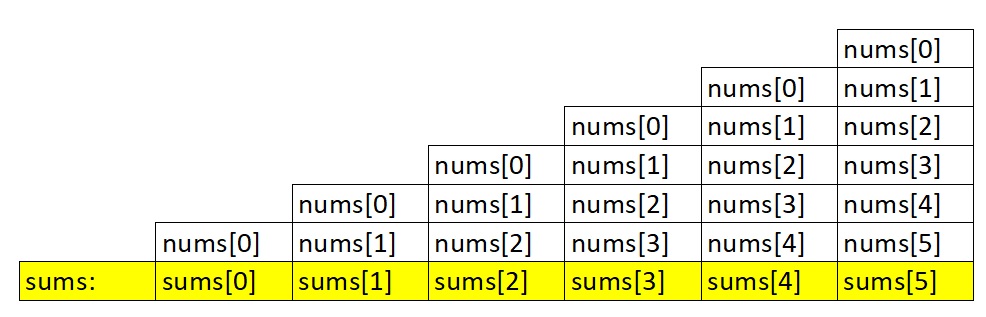 nums[0]
nums[0] nums[1]
nums[0] nums[1] nums[2]
nums[0] nums[1] nums[2] nums[3]
nums[0] nums[1] nums[2] nums[3] nums[4]
nums[0] nums[1] nums[2] nums[3] nums[4] nums[5]
sums: sums[0] sums[1] sums[2] sums[3] sums[4] sums[5]